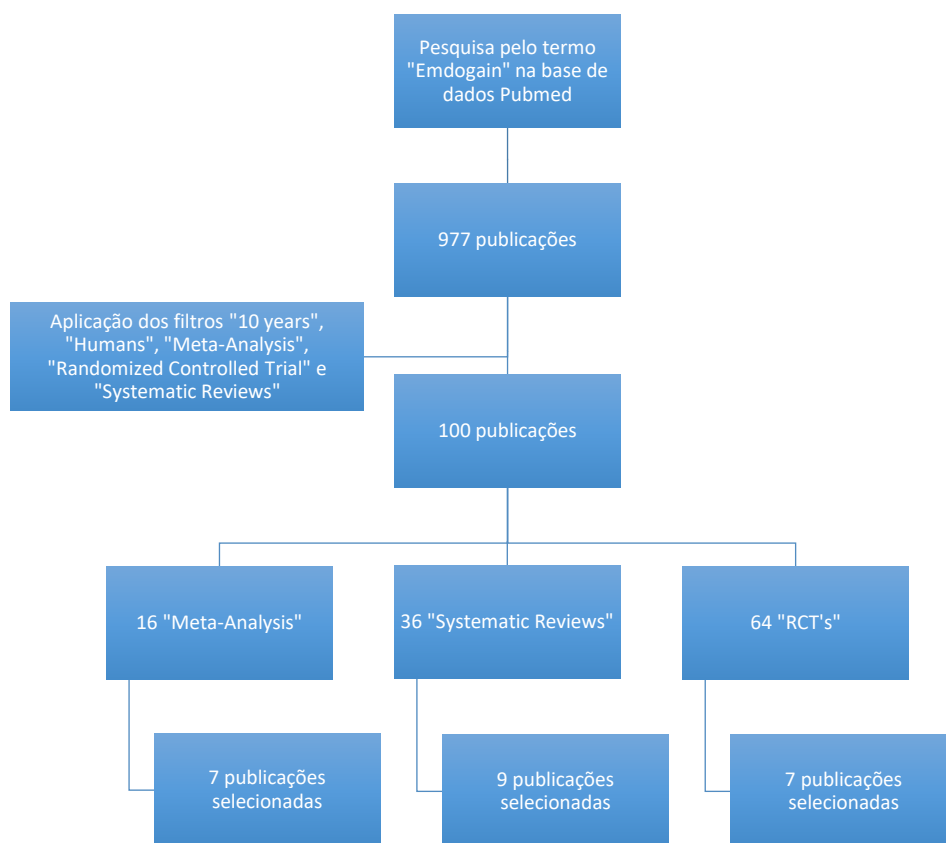 Pesquisa pelo termo
"Emdogain" na base de
dados Pubmed
977 publicações
Aplicação dos filtros "10 years",
"Humans", "Meta-Analysis",
"Randomized Controlled Trial" e
"Systematic Reviews"
100 publicações
16 "Meta-Analysis"
36 "Systematic Reviews"
64 "RCT's"
7 publicações
selecionadas
9 publicações
selecionadas
7 publicações
selecionadas